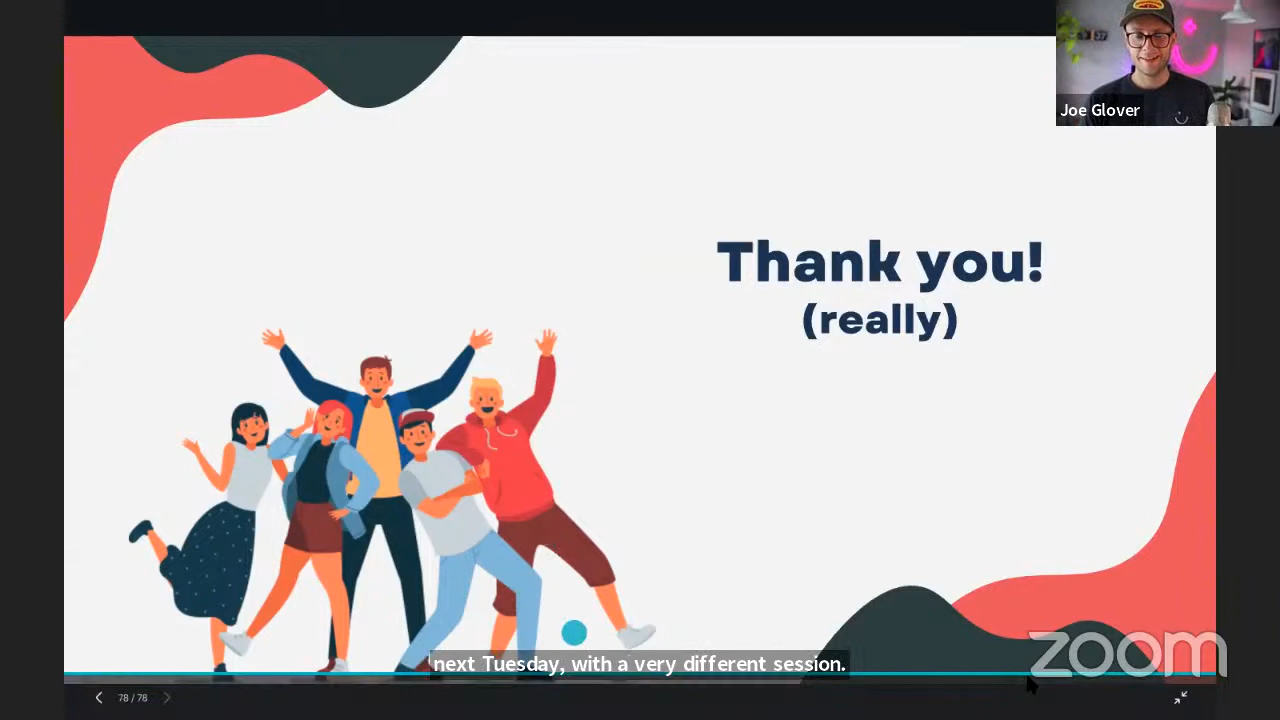 Joe Glover
Thank you!
(really)
next Tuesday, with a very different session.
zoom
78 / 78